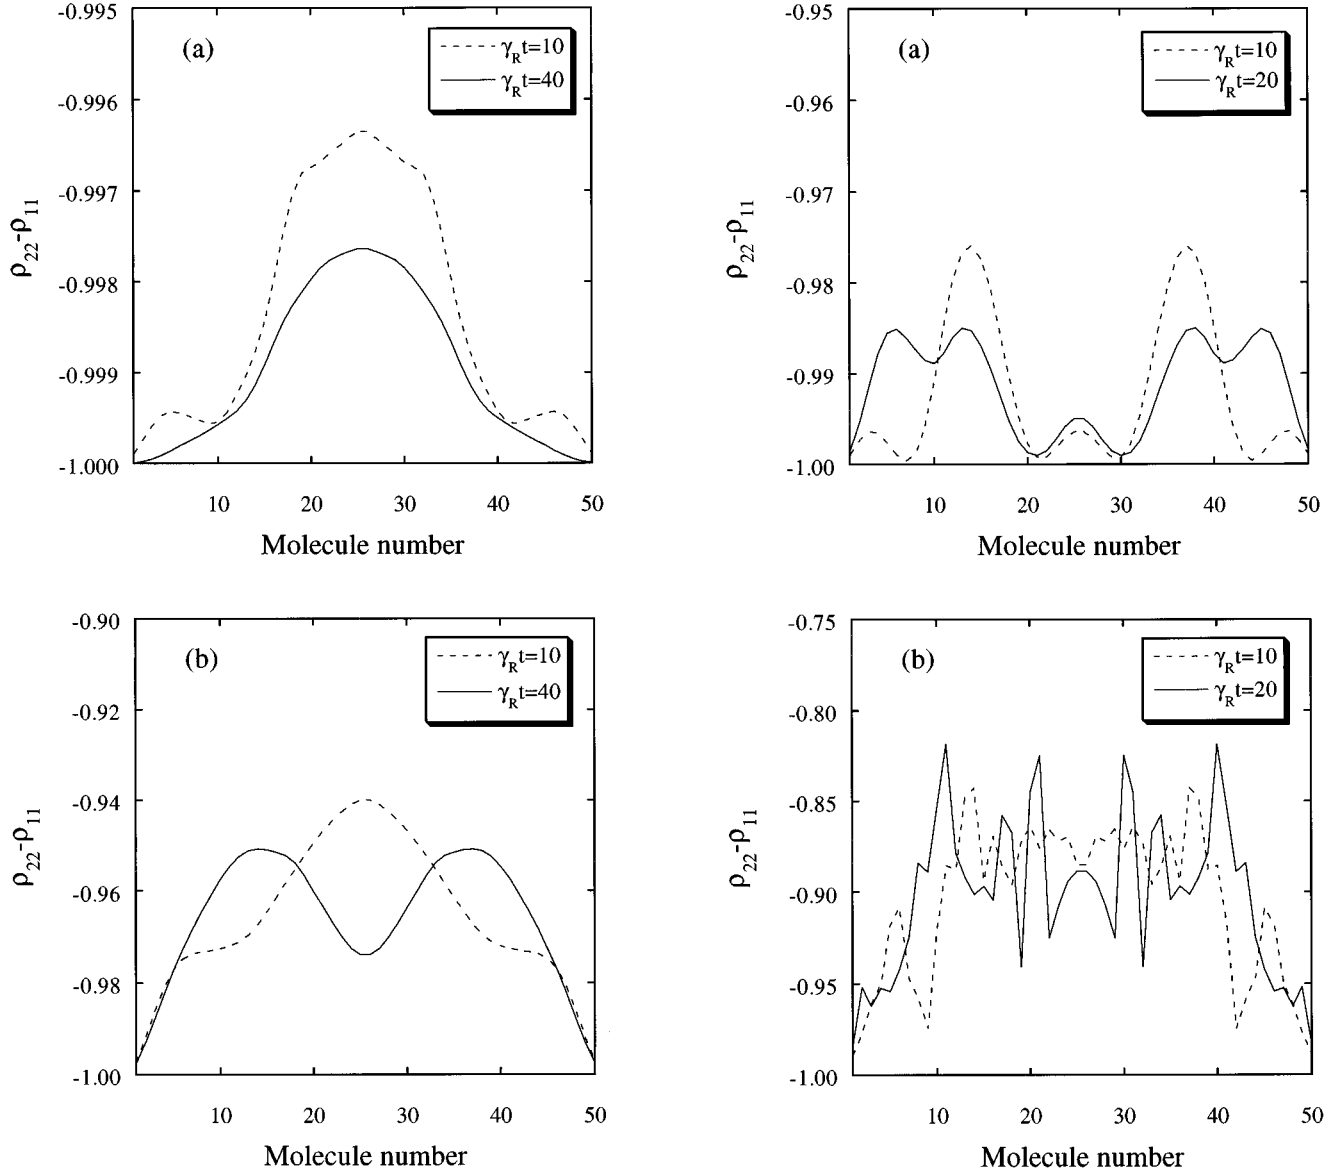 -0.995
(a)
γRt=10
γRt=40
-0.996
-0.997
-0.998
-0.999
-1.000
ρ22-ρ11
10 20 30 40 50
Molecule number
-0.95
(a)
γRt=10
γRt=20
-0.96
-0.97
-0.98
-0.99
-1.00
ρ22-ρ11
10 20 30 40 50
Molecule number
-0.90
(b)
γRt=10
γRt=40
-0.92
-0.94
-0.96
-0.98
-1.00
ρ22-ρ11
10 20 30 40 50
Molecule number
-0.75
(b)
γRt=10
γRt=20
-0.80
-0.85
-0.90
-0.95
-1.00
ρ22-ρ11
10 20 30 40 50
Molecule number